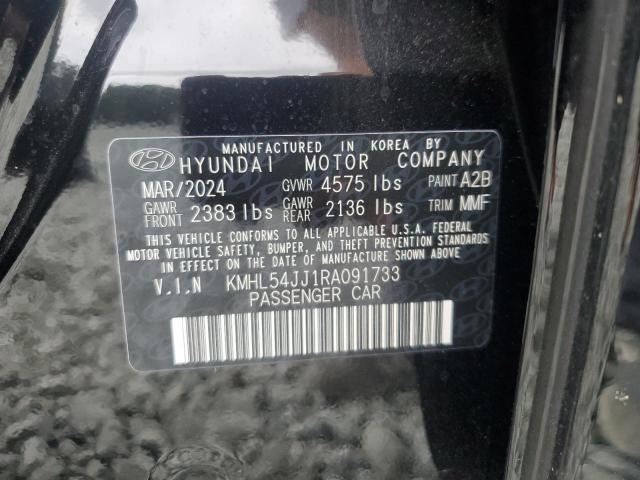 MANUFACTURED IN KOREA BY
HYUNDAI MOTOR COMPANY
MAR/2024 GVWR 4575 lbs PAINT A2B
GAWR FRONT 2383 lbs GAWR REAR 2136 lbs TRIM MMF
THIS VEHICLE CONFORMS TO ALL APPLICABLE U.S.A. FEDERAL
MOTOR VEHICLE SAFETY, BUMPER, AND THEFT PREVENTION STANDARDS
IN EFFECT ON THE DATE OF MANUFACTURE SHOWN ABOVE.
V.I.N KMHL54JJ1RA091733
PASSENGER CAR